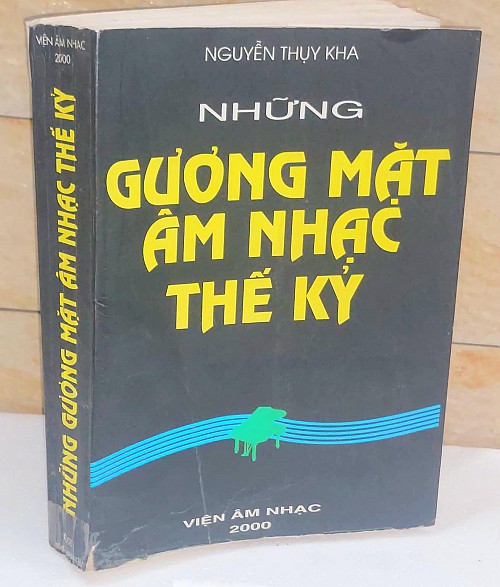 NGUYỄN THỤY KHA
NHỮNG
GƯƠNG MẶT
ÂM NHẠC
THẾ KỶ
VIỆN ÂM NHẠC
2000
VIỆN ÂM NHẠC
2000
NHỮNG GƯƠNG MẶT ÂM NHẠC THẾ KỶ